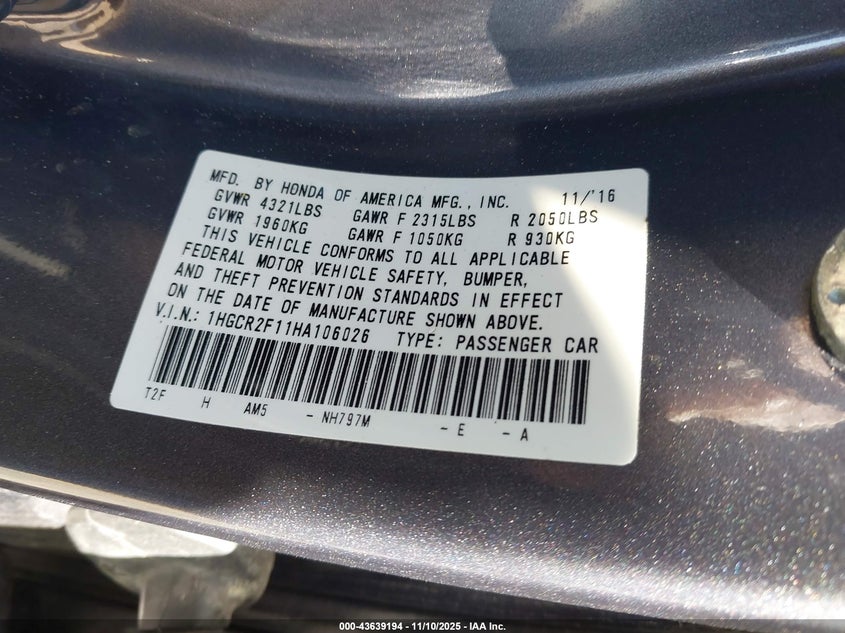 MFD. BY HONDA OF AMERICA MFG., INC. 11/'16
GVWR 4321LBS GAWR F 2315LBS R 2050LBS
GVWR 1960KG GAWR F 1050KG R 930KG
THIS VEHICLE CONFORMS TO ALL APPLICABLE
FEDERAL MOTOR VEHICLE SAFETY, BUMPER,
AND THEFT PREVENTION STANDARDS IN EFFECT
ON THE DATE OF MANUFACTURE SHOWN ABOVE.
V.I.N.: 1HGCR2F11HA106026 TYPE: PASSENGER CAR
T2F H AM5 - NH797M - E - A
000-43639194 - 11/10/2025 - IAA Inc.